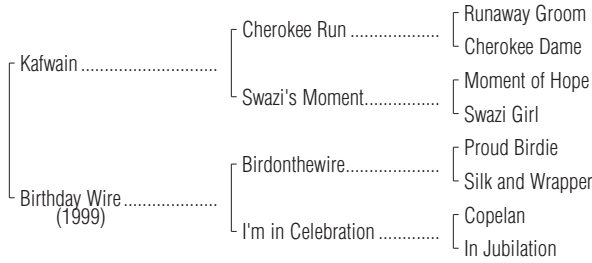 Runaway Groom
Cherokee Run ...................
Cherokee Dame
Kafwain .............................
Moment of Hope
Swazi's Moment................
Swazi Girl
Proud Birdie
Birdonthewire....................
Silk and Wrapper
Birthday Wire....................
(1999)
Copelan
I'm in Celebration .............
In Jubilation